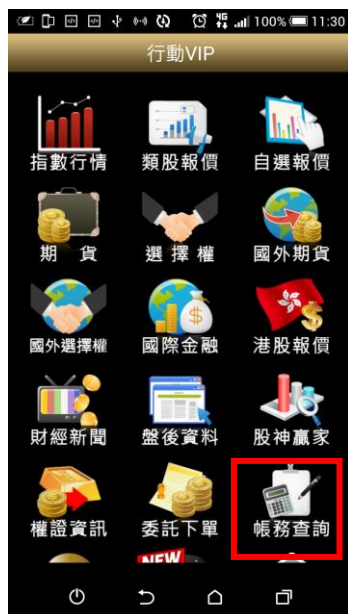 4G 100% 11:30
行動VIP
指數行情 類股報價 自選報價
期 貨 選 擇 權 國外期貨
國外選擇權 國際金融 港股報價
財經新聞 盤後資料 股神贏家
權證資訊 委託下單 帳務查詢
NEW